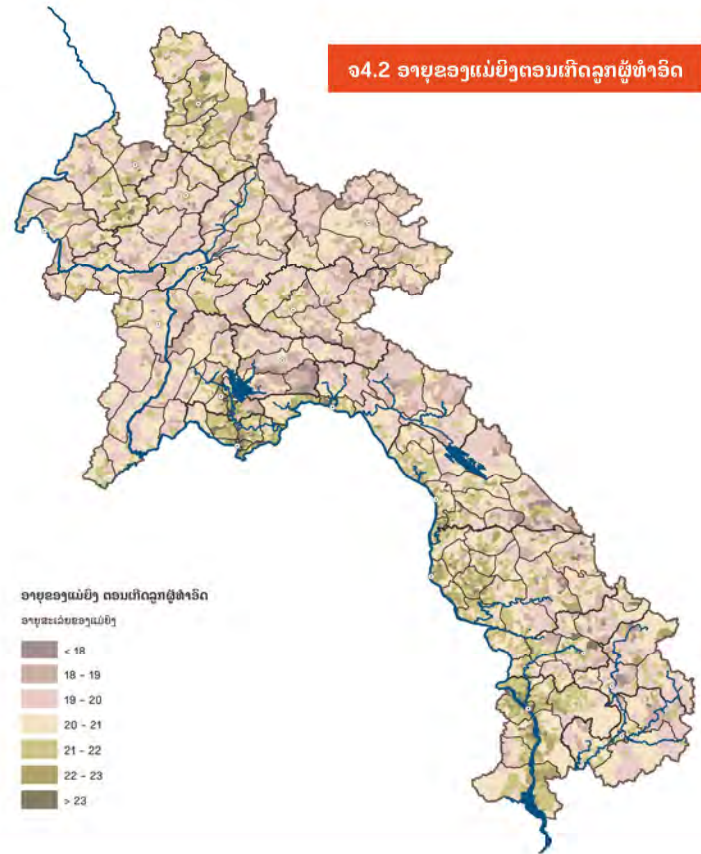 ຈ4.2 ອາຍຸຂອງແມ່ຍິງຕອນເກີດລູກຜູ້ທຳອິດ
ອາຍຸຂອງແມ່ຍິງ ຕອນເກີດລູກຜູ້ທຳອິດ
ອາຍຸສະເລ່ຍຂອງແມ່ຍິງ
< 18
18 - 19
19 - 20
20 - 21
21 - 22
22 - 23
> 23